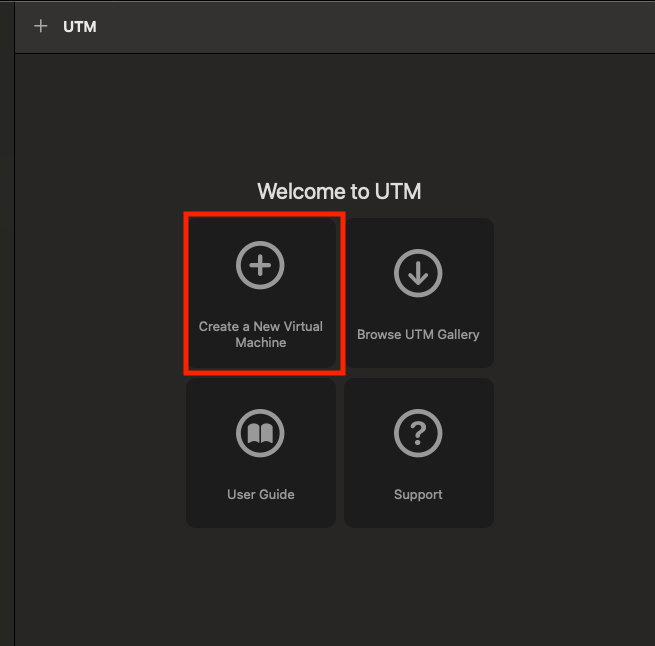 UTM
Welcome to UTM
Create a New Virtual
Machine
Browse UTM Gallery
User Guide
Support